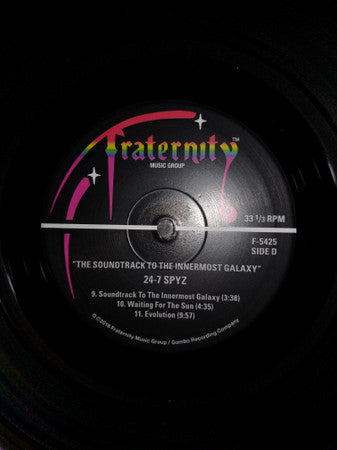 fraternity™
MUSIC GROUP
33 1/3 RPM
F-5425
SIDE D
"THE SOUNDTRACK TO THE INNERMOST GALAXY"
24-7 SPYZ
9. Soundtrack To The Innermost Galaxy (3:38)
10. Waiting For The Sun (4:35)
11. Evolution (9:57)
©℗2018 Fraternity Music Group / Gumbo Recording Company